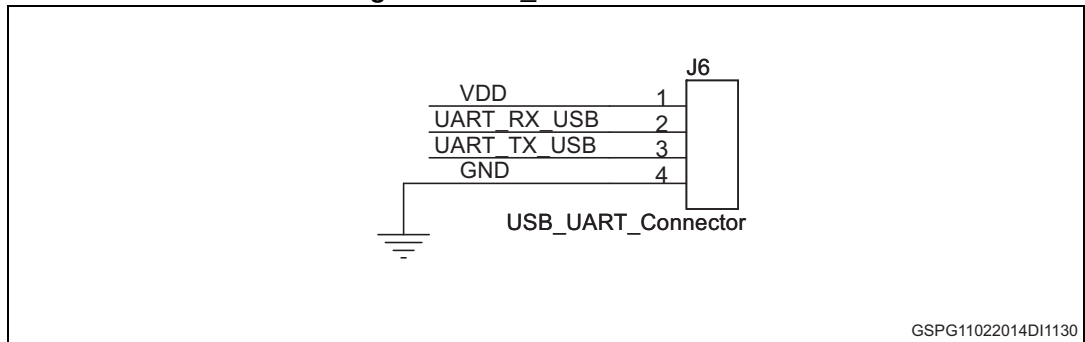 J6
VDD 1
UART_RX_USB 2
UART_TX_USB 3
GND 4
USB_UART_Connector
GSPG11022014DI1130